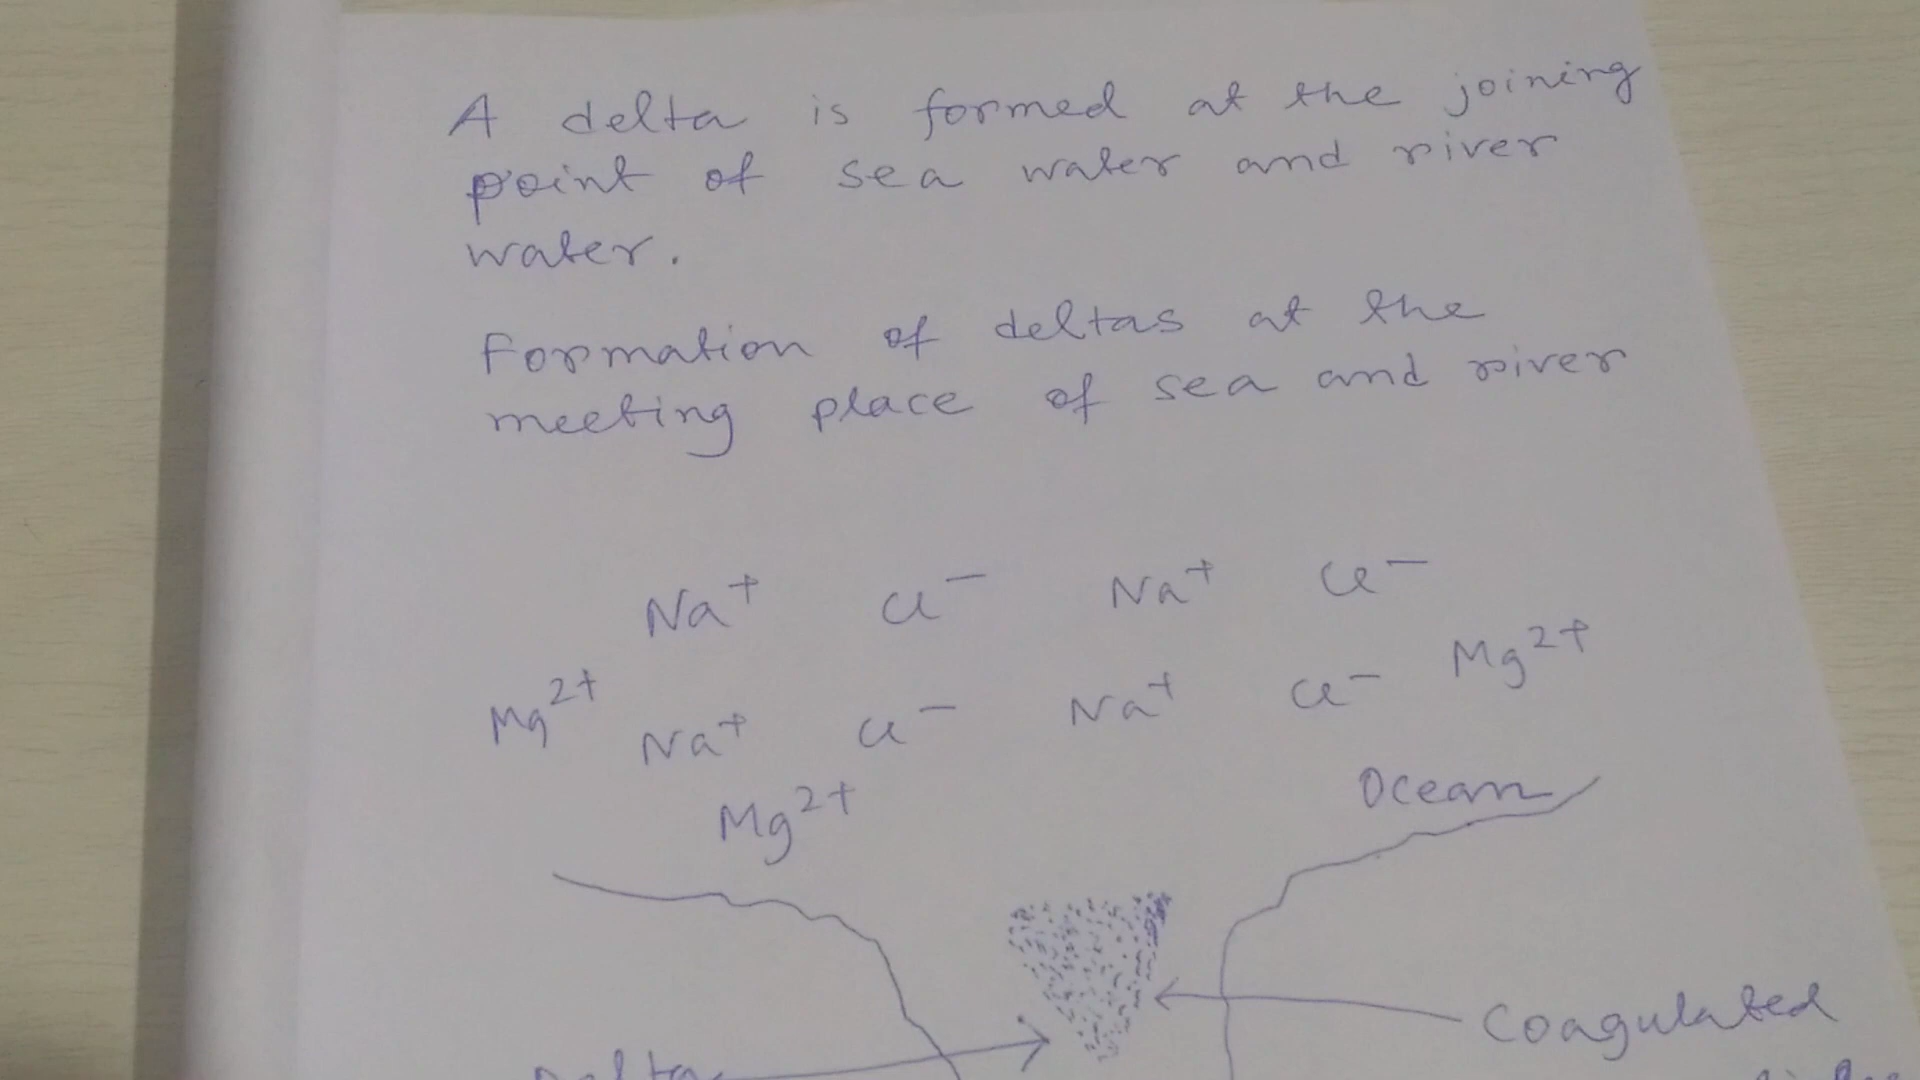 A delta is formed at the joining
point of sea water and river
water.
Formation of deltas at the
meeting place of sea and river
Na⁺ Cl⁻ Na⁺ Cl⁻
Mg²⁺ Na⁺ Cl⁻ Na⁺ Cl⁻ Mg²⁺
Mg²⁺
Ocean
Coagulated
Delta